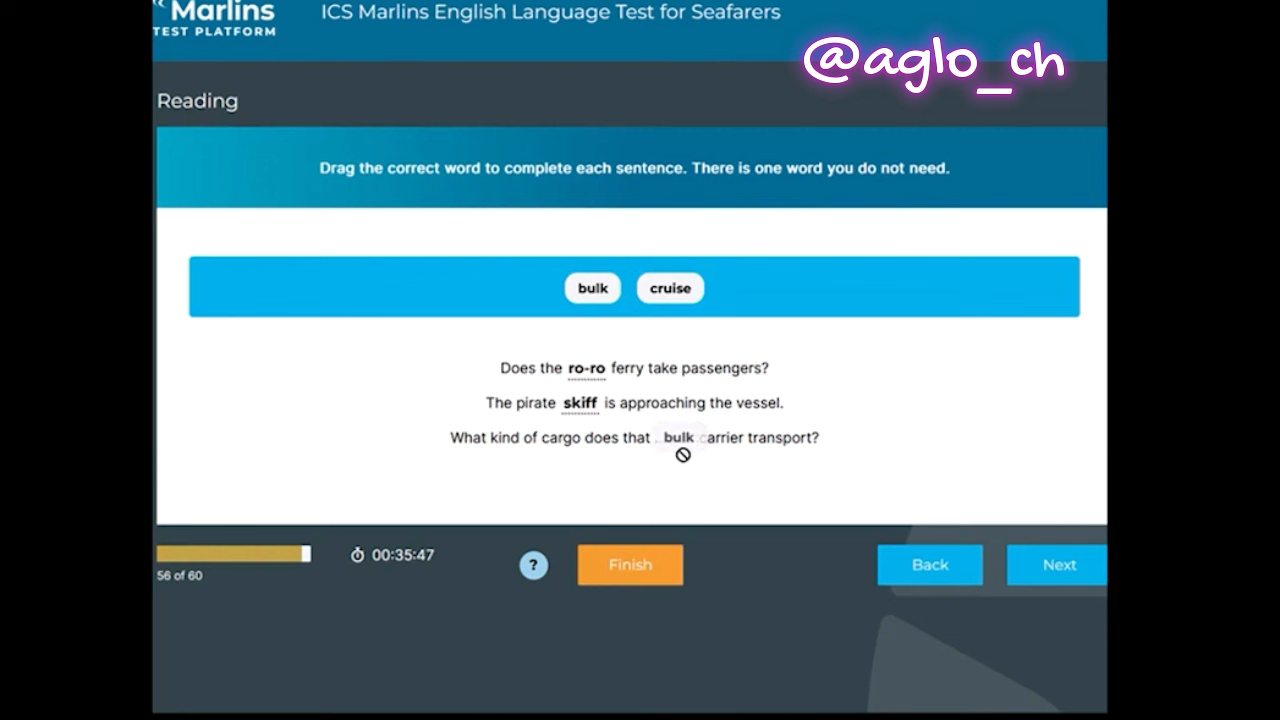 Marlins
TEST PLATFORM
ICS Marlins English Language Test for Seafarers
@aglo_ch
Reading
Drag the correct word to complete each sentence. There is one word you do not need.
bulk cruise
Does the ro-ro ferry take passengers?
The pirate skiff is approaching the vessel.
What kind of cargo does that bulk carrier transport?
00:35:47
56 of 60
?
Finish
Back
Next